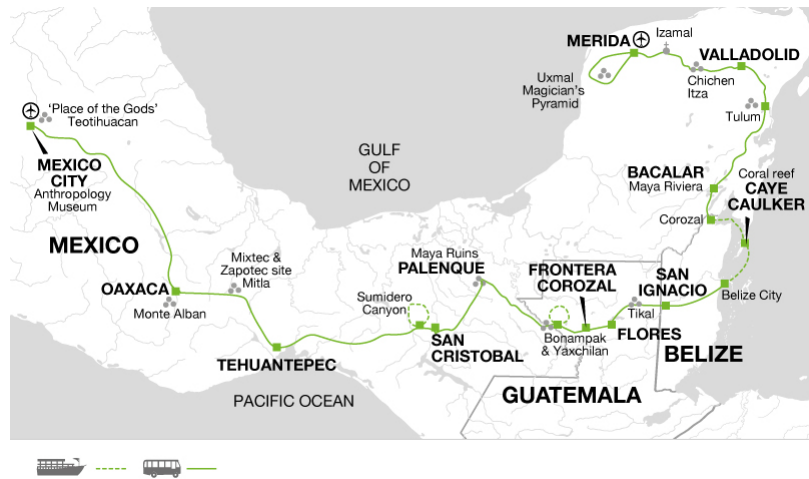 MERIDA
Izamal
VALLADOLID
Uxmal
Magician's
Pyramid
Chichen
Itza
Tulum
'Place of the Gods'
Teotihuacan
MEXICO
CITY
Anthropology
Museum
GULF
OF
MEXICO
BACALAR
Maya Riviera
Coral reef
CAYE
CAULKER
Corozal
MEXICO
Mixtec &
Zapotec site
Mitla
Maya Ruins
PALENQUE
FRONTERA
COROZAL
SAN
IGNACIO
OAXACA
Monte Alban
Sumidero
Canyon
Tikal
Belize City
SAN
CRISTOBAL
Bohampak
& Yaxchilan
FLORES
BELIZE
TEHUANTEPEC
GUATEMALA
PACIFIC OCEAN